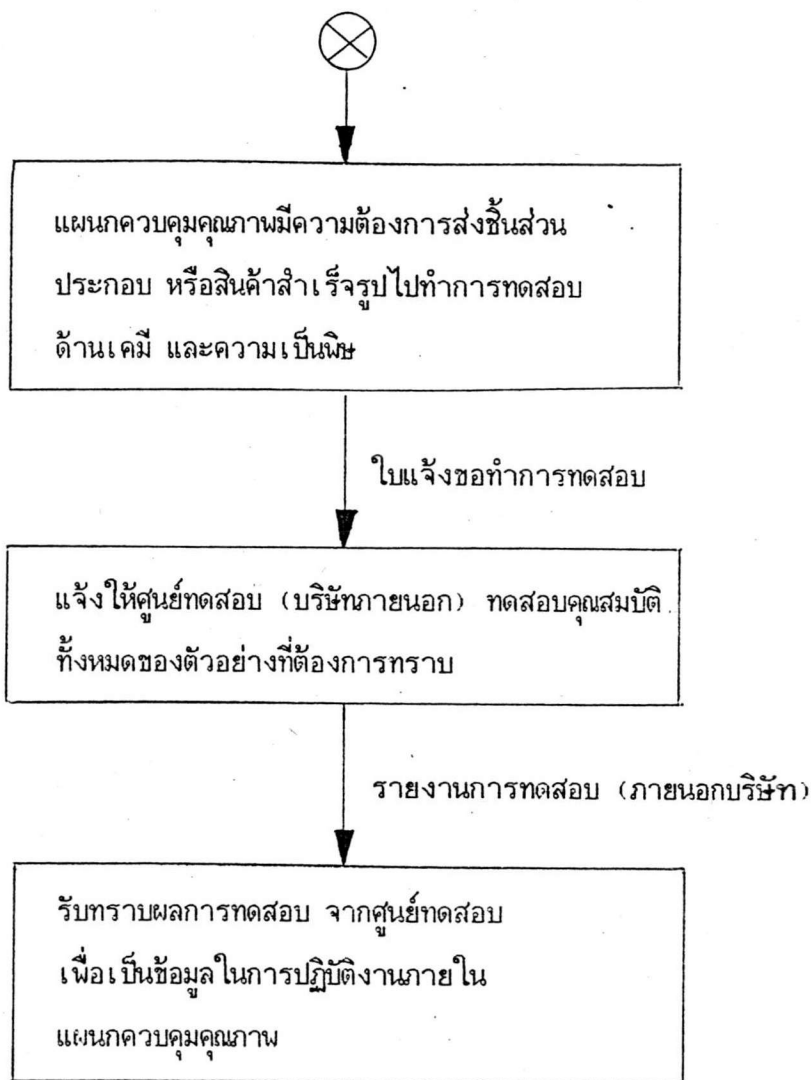 แผนกควบคุมคุณภาพมีความต้องการส่งชิ้นส่วน
ประกอบ หรือสินค้าสำเร็จรูปไปทำการทดสอบ
ด้านเคมี และความเป็นพิษ
ใบแจ้งขอทำการทดสอบ
แจ้งให้ศูนย์ทดสอบ (บริษัทภายนอก) ทดสอบคุณสมบัติ
ทั้งหมดของตัวอย่างที่ต้องการทราบ
รายงานการทดสอบ (ภายนอกบริษัท)
รับทราบผลการทดสอบ จากศูนย์ทดสอบ
เพื่อเป็นข้อมูลในการปฏิบัติงานภายใน
แผนกควบคุมคุณภาพ